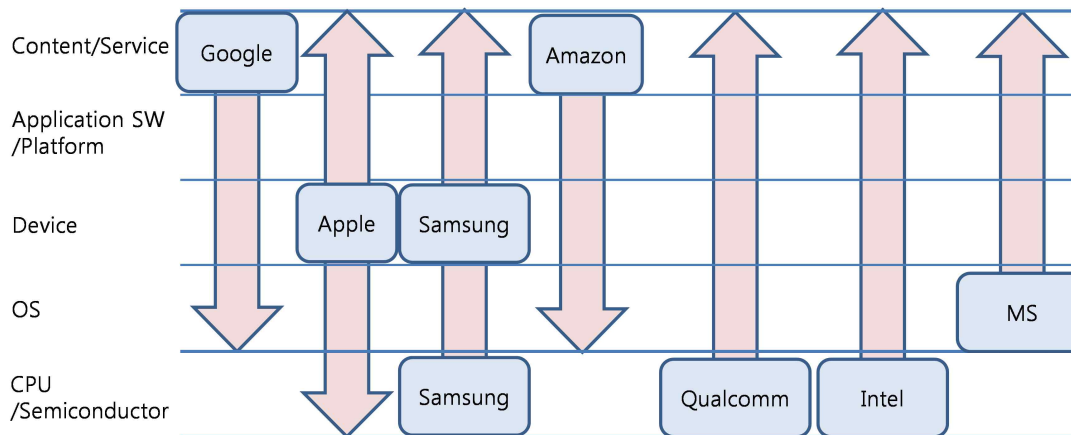 Content/Service
Google
Amazon
Application SW
/Platform
Device
Apple
Samsung
OS
MS
CPU
/Semiconductor
Samsung
Qualcomm
Intel